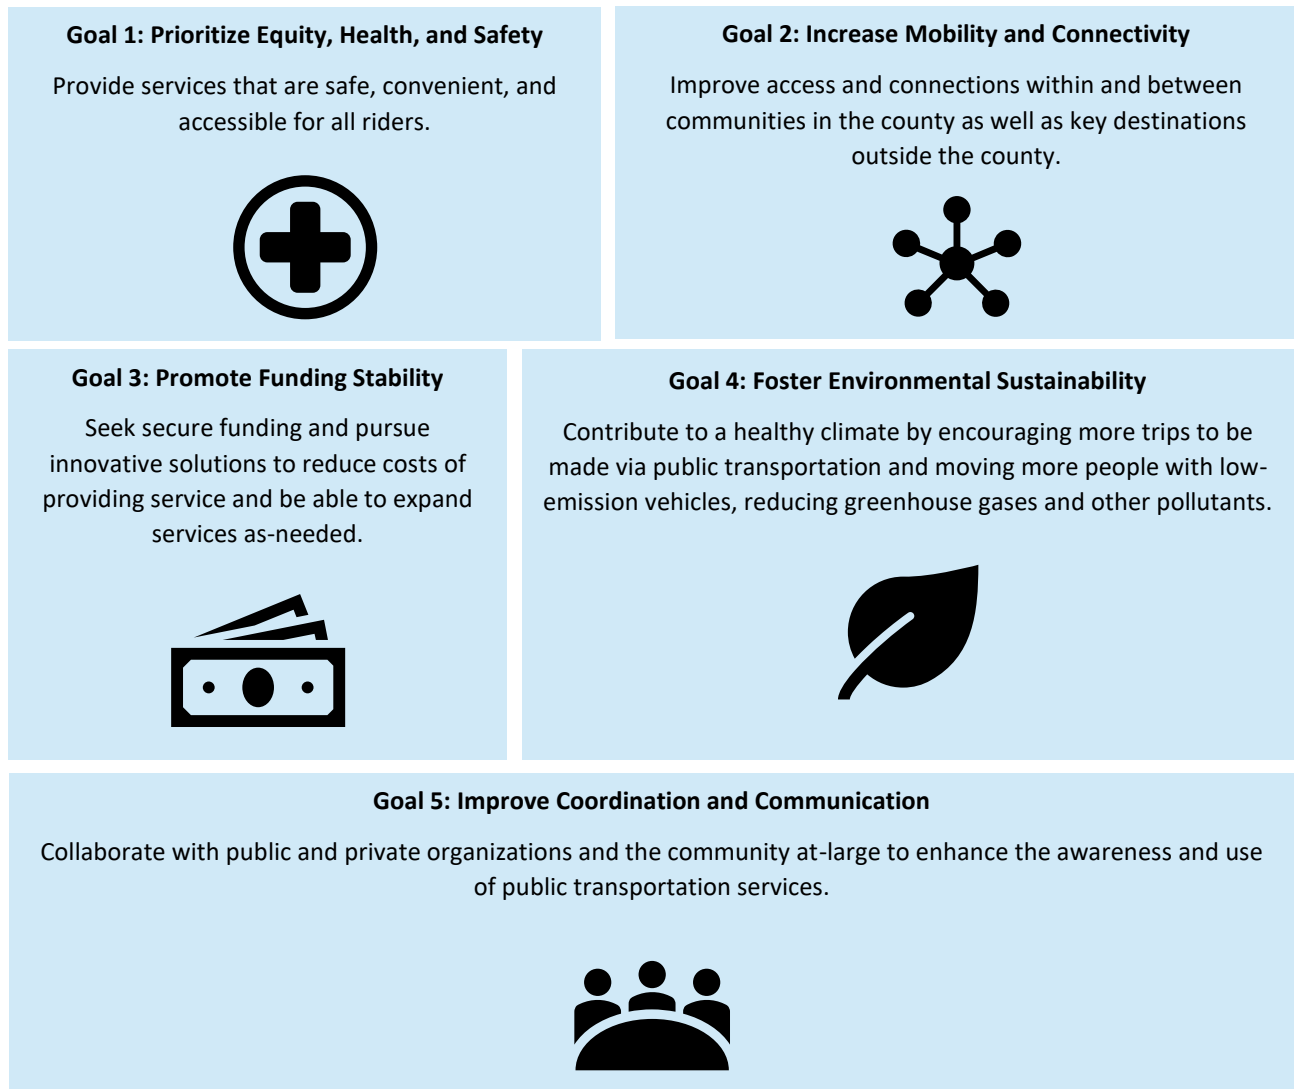 Goal 1: Prioritize Equity, Health, and Safety
Provide services that are safe, convenient, and
accessible for all riders.
Goal 2: Increase Mobility and Connectivity
Improve access and connections within and between
communities in the county as well as key destinations
outside the county.
Goal 3: Promote Funding Stability
Seek secure funding and pursue
innovative solutions to reduce costs of
providing service and be able to expand
services as-needed.
Goal 4: Foster Environmental Sustainability
Contribute to a healthy climate by encouraging more trips to be
made via public transportation and moving more people with low-
emission vehicles, reducing greenhouse gases and other pollutants.
Goal 5: Improve Coordination and Communication
Collaborate with public and private organizations and the community at-large to enhance the awareness and use
of public transportation services.